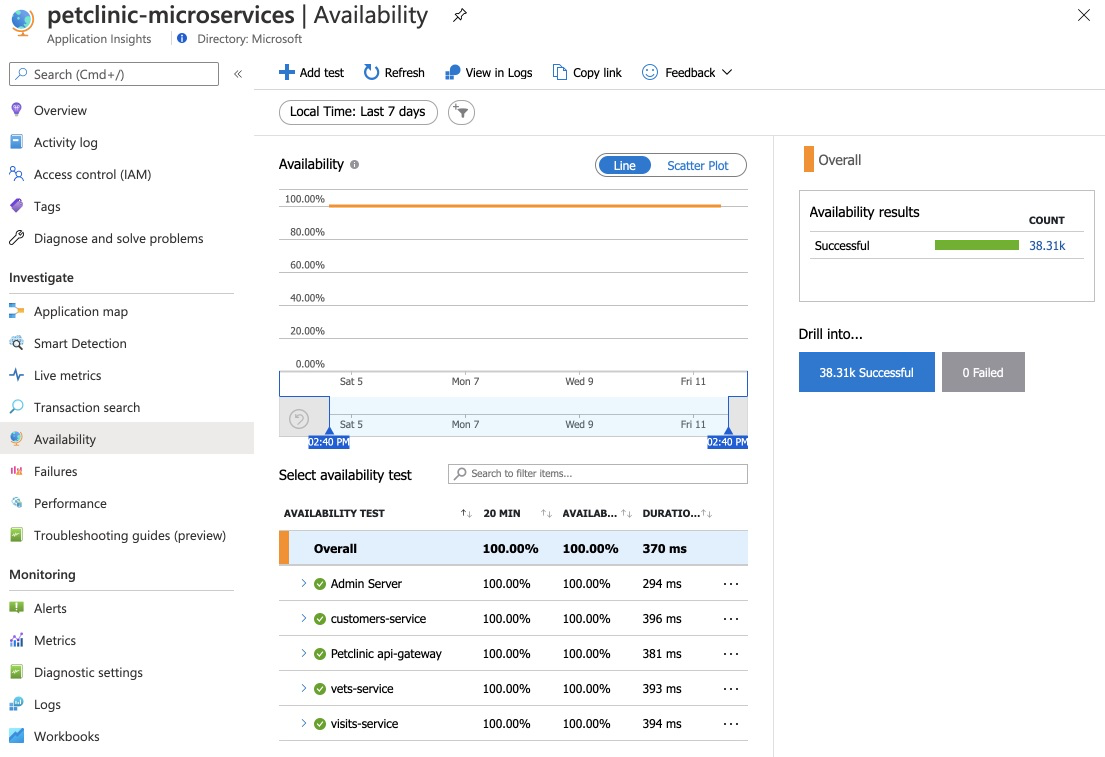 petclinic-microservices | Availability
Application Insights
Directory: Microsoft
Search (Cmd+/)
«
Overview
Activity log
Access control (IAM)
Tags
Diagnose and solve problems
Investigate
Application map
Smart Detection
Live metrics
Transaction search
Availability
Failures
Performance
Troubleshooting guides (preview)
Monitoring
Alerts
Metrics
Diagnostic settings
Logs
Workbooks
Add test Refresh View in Logs Copy link Feedback
Local Time: Last 7 days
Availability
Line Scatter Plot
100.00%
80.00%
60.00%
40.00%
20.00%
0.00%
Sat 5 Mon 7 Wed 9 Fri 11
Sat 5 Mon 7 Wed 9 Fri 11
02:40 PM 02:40 PM
Select availability test Search to filter items...
AVAILABILITY TEST 20 MIN AVAILAB... DURATIO...
Overall 100.00% 100.00% 370 ms
Admin Server 100.00% 100.00% 294 ms ...
customers-service 100.00% 100.00% 396 ms ...
Petclinic api-gateway 100.00% 100.00% 381 ms ...
vets-service 100.00% 100.00% 393 ms ...
visits-service 100.00% 100.00% 394 ms ...
Overall
Availability results
COUNT
Successful 38.31k
Drill into...
38.31k Successful 0 Failed